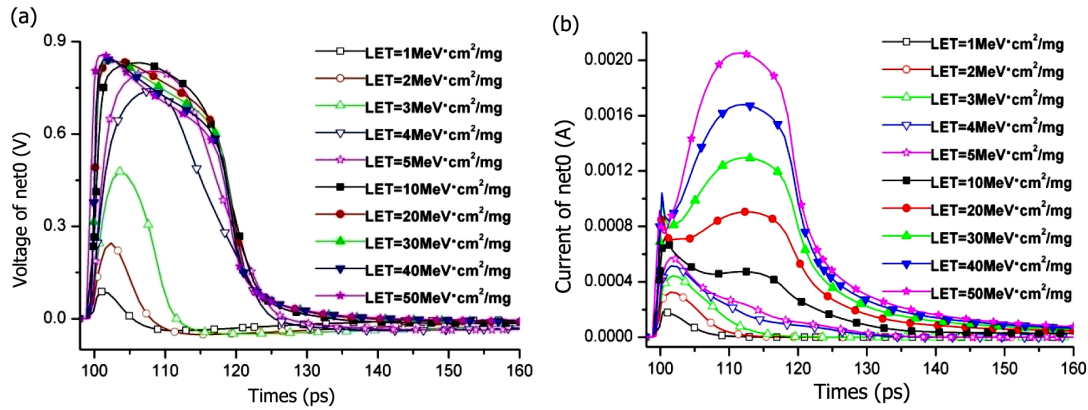 (a)
0.9
0.6
0.3
0.0
Voltage of net0 (V)
LET=1MeV*cm²/mg
LET=2MeV*cm²/mg
LET=3MeV*cm²/mg
LET=4MeV*cm²/mg
LET=5MeV*cm²/mg
LET=10MeV*cm²/mg
LET=20MeV*cm²/mg
LET=30MeV*cm²/mg
LET=40MeV*cm²/mg
LET=50MeV*cm²/mg
100 110 120 130 140 150 160
Times (ps)
(b)
0.0020
0.0016
0.0012
0.0008
0.0004
0.0000
Current of net0 (A)
LET=1MeV*cm²/mg
LET=2MeV*cm²/mg
LET=3MeV*cm²/mg
LET=4MeV*cm²/mg
LET=5MeV*cm²/mg
LET=10MeV*cm²/mg
LET=20MeV*cm²/mg
LET=30MeV*cm²/mg
LET=40MeV*cm²/mg
LET=50MeV*cm²/mg
100 110 120 130 140 150 160
Times (ps)